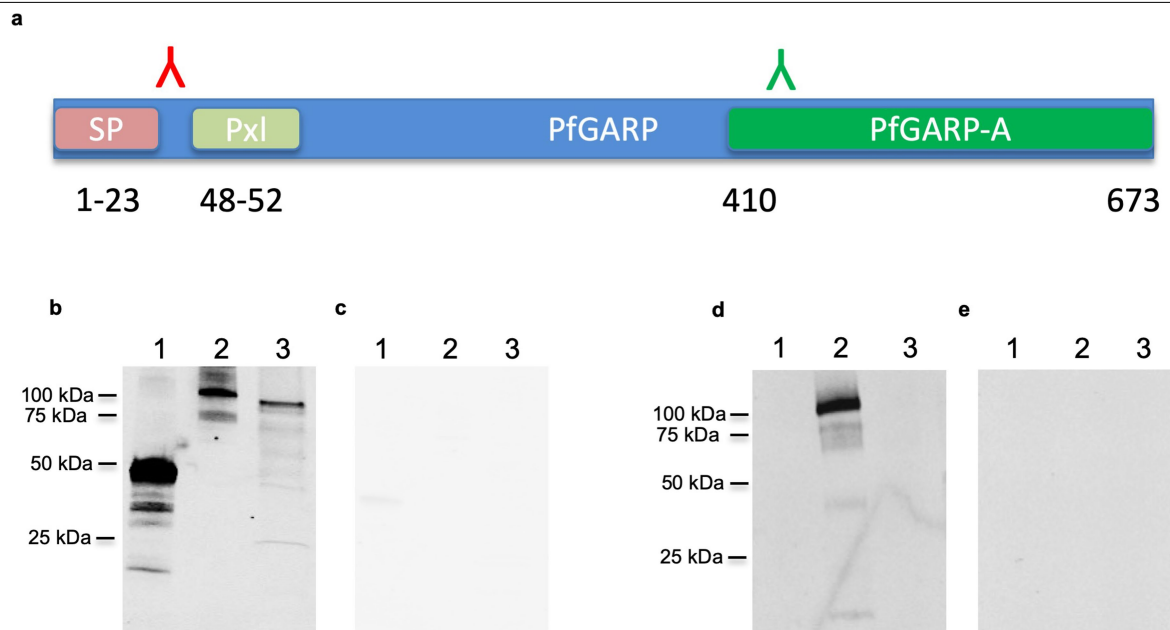 a
SP PxI PfGARP PfGARP-A
1-23 48-52 410 673
b c d e
1 2 3 1 2 3 1 2 3 1 2 3
100 kDa 100 kDa
75 kDa 75 kDa
50 kDa 50 kDa
25 kDa 25 kDa